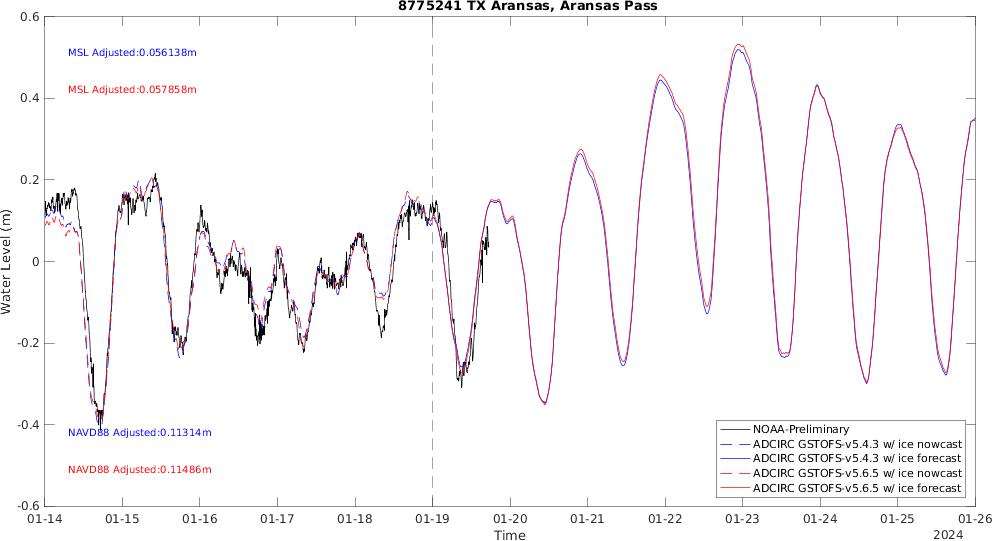 8775241 TX Aransas, Aransas Pass
0.6
0.4
0.2
0
-0.2
-0.4
-0.6
Water Level (m)
MSL Adjusted:0.056138m
MSL Adjusted:0.057858m
NAVD88 Adjusted:0.11314m
NAVD88 Adjusted:0.11486m
NOAA-Preliminary
ADCIRC GSTOFS-v5.4.3 w/ ice nowcast
ADCIRC GSTOFS-v5.4.3 w/ ice forecast
ADCIRC GSTOFS-v5.6.5 w/ ice nowcast
ADCIRC GSTOFS-v5.6.5 w/ ice forecast
01-14 01-15 01-16 01-17 01-18 01-19 01-20 01-21 01-22 01-23 01-24 01-25 01-26
Time
2024